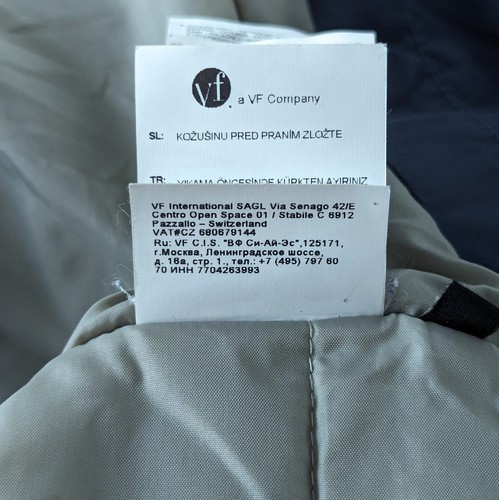 vf
a VF Company
SL: KOŽUŠINU PRED PRANÍM ZLOŽTE
TR: YIKAMA ÖNCESİNDE KÜRKTEN AYIRINIZ
VF International SAGL Via Senago 42/E
Centro Open Space 01 / Stabile C 6912
Pazzallo – Switzerland
VAT#CZ 680679144
Ru: VF C.I.S. "ВФ Си-Ай-Эс",125171,
г.Москва, Ленинградское шоссе,
д. 16а, стр. 1., тел.: +7 (495) 797 60
70 ИНН 7704263993